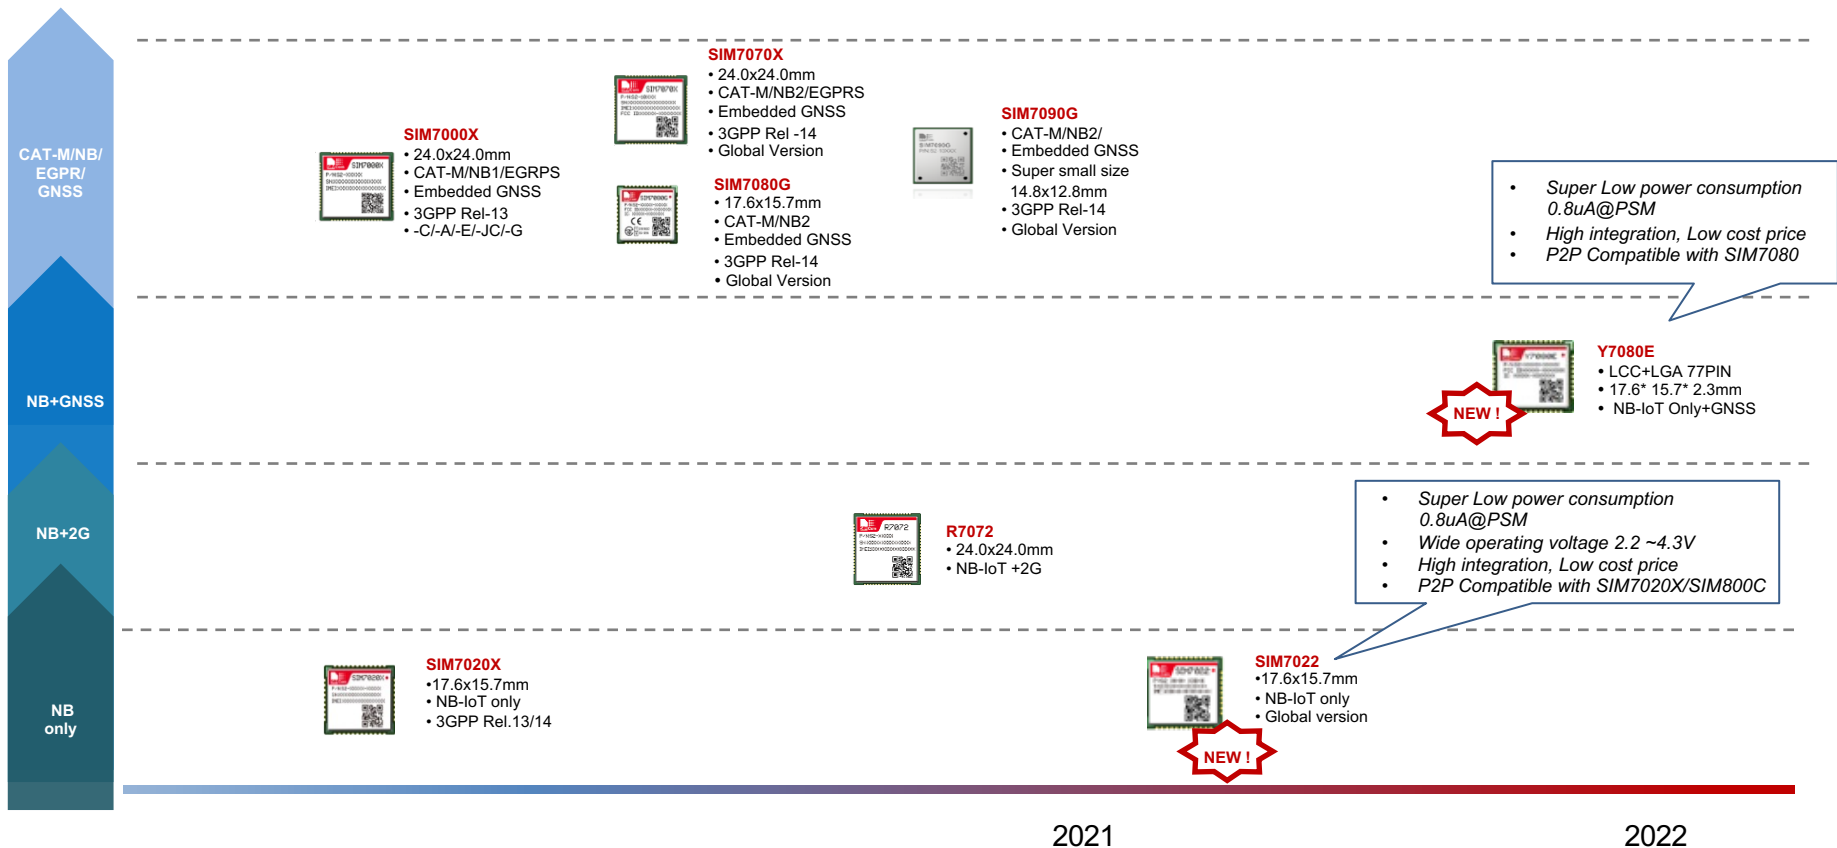 CAT-M/NB/
EGPR/
GNSS
SIM7000X
• 24.0x24.0mm
• CAT-M/NB1/EGRPS
• Embedded GNSS
• 3GPP Rel-13
• -C/-A/-E/-JC/-G
SIM7070X
• 24.0x24.0mm
• CAT-M/NB2/EGPRS
• Embedded GNSS
• 3GPP Rel -14
• Global Version
SIM7080G
• 17.6x15.7mm
• CAT-M/NB2
• Embedded GNSS
• 3GPP Rel-14
• Global Version
SIM7090G
• CAT-M/NB2/
• Embedded GNSS
• Super small size
14.8x12.8mm
• 3GPP Rel-14
• Global Version
• Super Low power consumption
0.8uA@PSM
• High integration, Low cost price
• P2P Compatible with SIM7080
NB+GNSS
Y7080E
• LCC+LGA 77PIN
• 17.6* 15.7* 2.3mm
• NB-IoT Only+GNSS
NEW !
NB+2G
R7072
R7072
• 24.0x24.0mm
• NB-IoT +2G
• Super Low power consumption
0.8uA@PSM
• Wide operating voltage 2.2 ~4.3V
• High integration, Low cost price
• P2P Compatible with SIM7020X/SIM800C
NB
only
SIM7020X
•17.6x15.7mm
• NB-IoT only
• 3GPP Rel.13/14
SIM7022
•17.6x15.7mm
• NB-IoT only
• Global version
NEW !
2021
2022